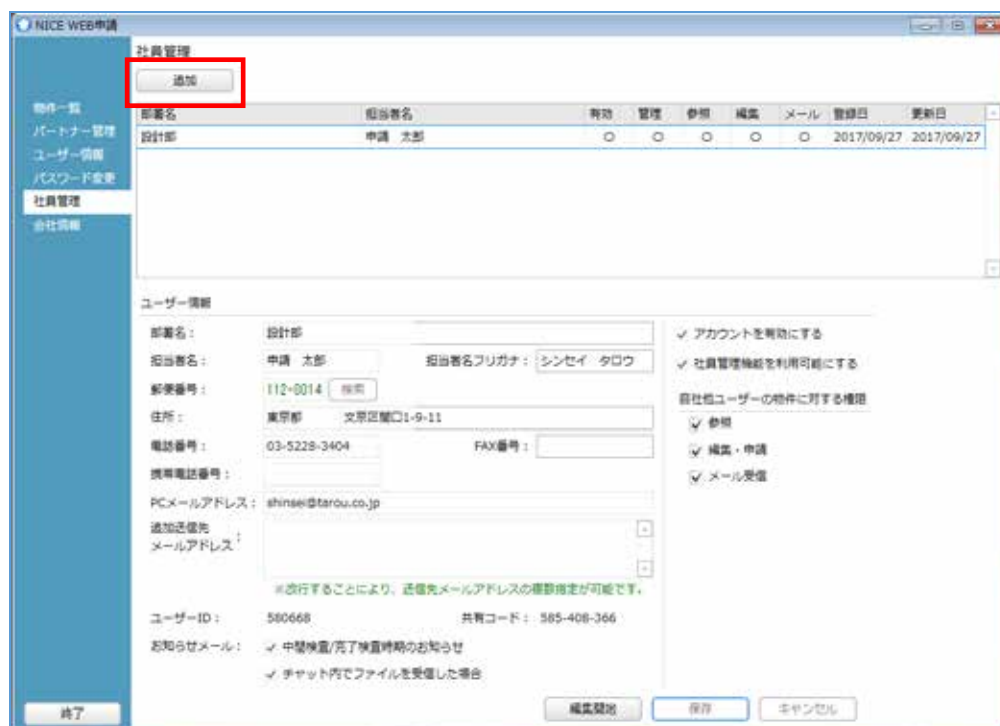 NICE WEB申請
社員管理
追加
物件一覧
パートナー管理
ユーザー情報
パスワード変更
社員管理
会社情報
部署名 担当者名 有効 管理 参照 編集 メール 登録日 更新日
設計部 申請 太郎 ○ ○ ○ ○ ○ 2017/09/27 2017/09/27
ユーザー情報
部署名: 設計部
担当者名: 申請 太郎 担当者名フリガナ: シンセイ タロウ
郵便番号: 112-0014 検索
住所: 東京都 文京区関口1-9-11
電話番号: 03-5228-3404 FAX番号:
携帯電話番号:
PCメールアドレス: shinsei@tarou.co.jp
追加送信先
メールアドレス:
※改行することにより、送信先メールアドレスの複数指定が可能です。
ユーザーID: 580668 共有コード: 585-408-366
お知らせメール: ✓ 中間検査/完了検査時期のお知らせ
✓ チャット内でファイルを受信した場合
✓ アカウントを有効にする
✓ 社員管理機能を利用可能にする
自社他ユーザーの物件に対する権限
✓ 参照
✓ 編集・申請
✓ メール受信
終了
編集開始 保存 キャンセル